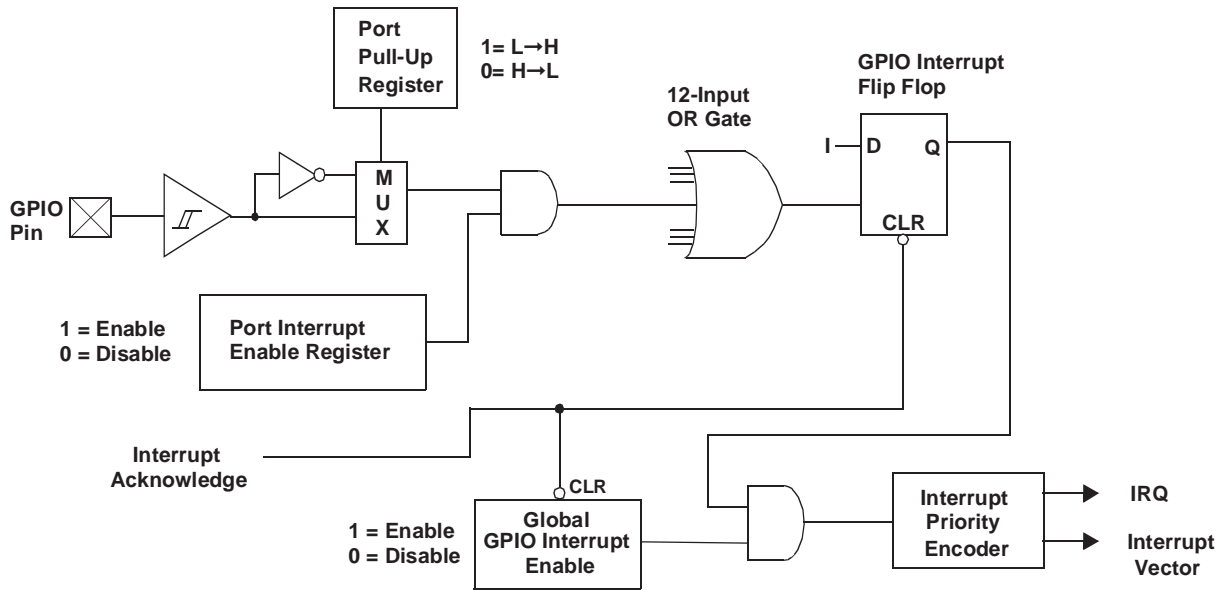 Port
Pull-Up
Register
1= L→H
0= H→L
GPIO Interrupt
Flip Flop
12-Input
OR Gate
I
D
Q
CLR
M
U
X
GPIO
Pin
1 = Enable
0 = Disable
Port Interrupt
Enable Register
Interrupt
Acknowledge
CLR
1 = Enable
0 = Disable
Global
GPIO Interrupt
Enable
Interrupt
Priority
Encoder
IRQ
Interrupt
Vector